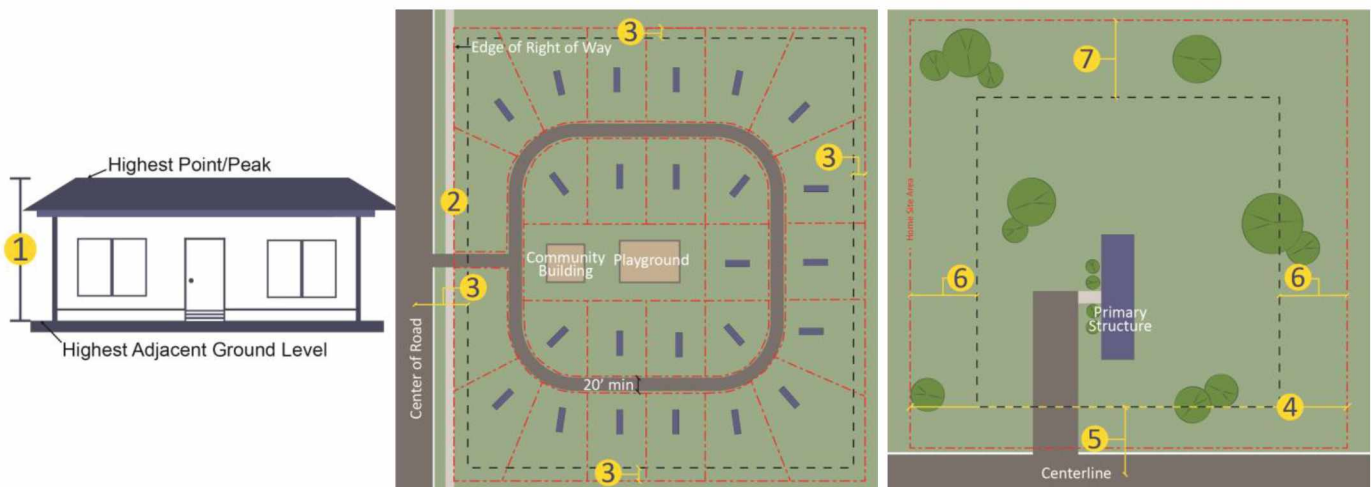 Highest Point/Peak
1
Highest Adjacent Ground Level
3
Edge of Right of Way
3
2
Community
Building
Playground
3
Center of Road
20' min
3
7
Home Site Area
6
6
Primary
Structure
4
5
Centerline